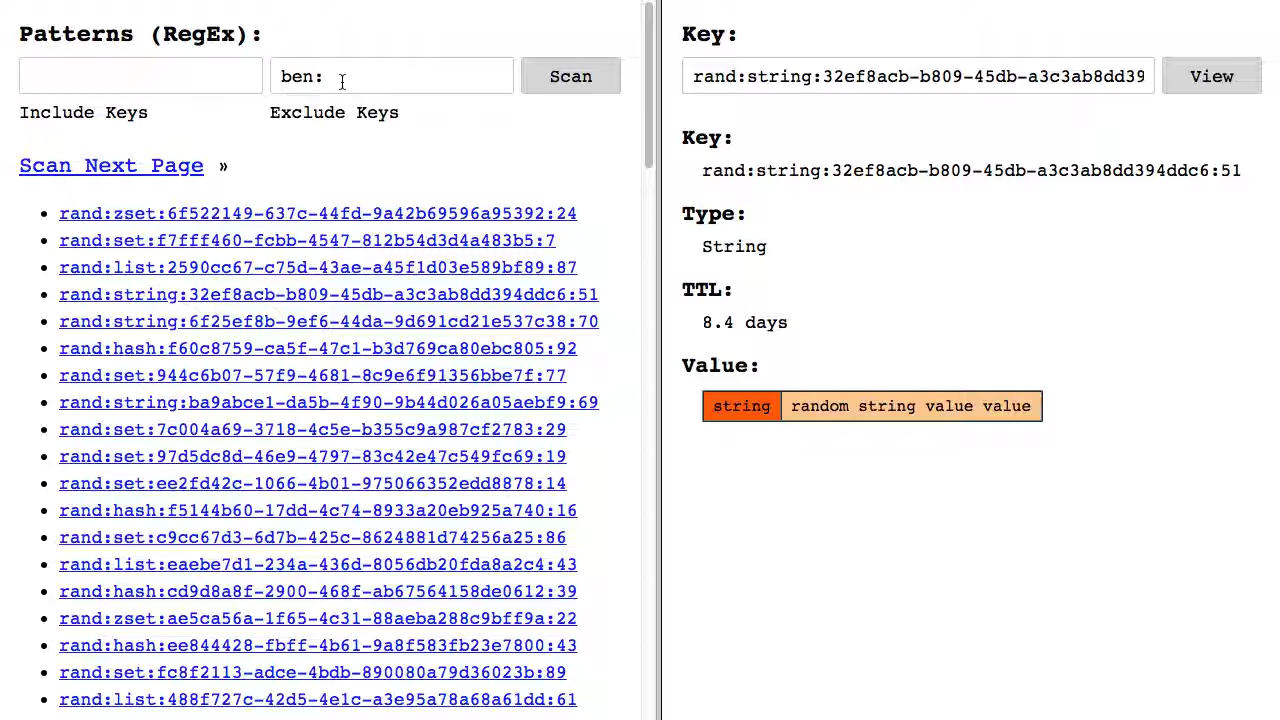 Patterns (RegEx):
ben:
Scan
Include Keys
Exclude Keys
Scan Next Page »
rand:zset:6f522149-637c-44fd-9a42b69596a95392:24
rand:set:f7fff460-fcbb-4547-812b54d3d4a483b5:7
rand:list:2590cc67-c75d-43ae-a45f1d03e589bf89:87
rand:string:32ef8acb-b809-45db-a3c3ab8dd394ddc6:51
rand:string:6f25ef8b-9ef6-44da-9d691cd21e537c38:70
rand:hash:f60c8759-ca5f-47c1-b3d769ca80ebc805:92
rand:set:944c6b07-57f9-4681-8c9e6f91356bbe7f:77
rand:string:ba9abce1-da5b-4f90-9b44d026a05aebf9:69
rand:set:7c004a69-3718-4c5e-b355c9a987cf2783:29
rand:set:97d5dc8d-46e9-4797-83c42e47c549fc69:19
rand:set:ee2fd42c-1066-4b01-975066352edd8878:14
rand:hash:f5144b60-17dd-4c74-8933a20eb925a740:16
rand:set:c9cc67d3-6d7b-425c-8624881d74256a25:86
rand:list:eaebe7d1-234a-436d-8056db20fda8a2c4:43
rand:hash:cd9d8a8f-2900-468f-ab67564158de0612:39
rand:zset:ae5ca56a-1f65-4c31-88aeba288c9bff9a:22
rand:hash:ee844428-fbff-4b61-9a8f583fb23e7800:43
rand:set:fc8f2113-adce-4bdb-890080a79d36023b:89
rand:list:488f727c-42d5-4e1c-a3e95a78a68a61dd:61
Key:
rand:string:32ef8acb-b809-45db-a3c3ab8dd39
View
Key:
rand:string:32ef8acb-b809-45db-a3c3ab8dd394ddc6:51
Type:
String
TTL:
8.4 days
Value:
string random string value value